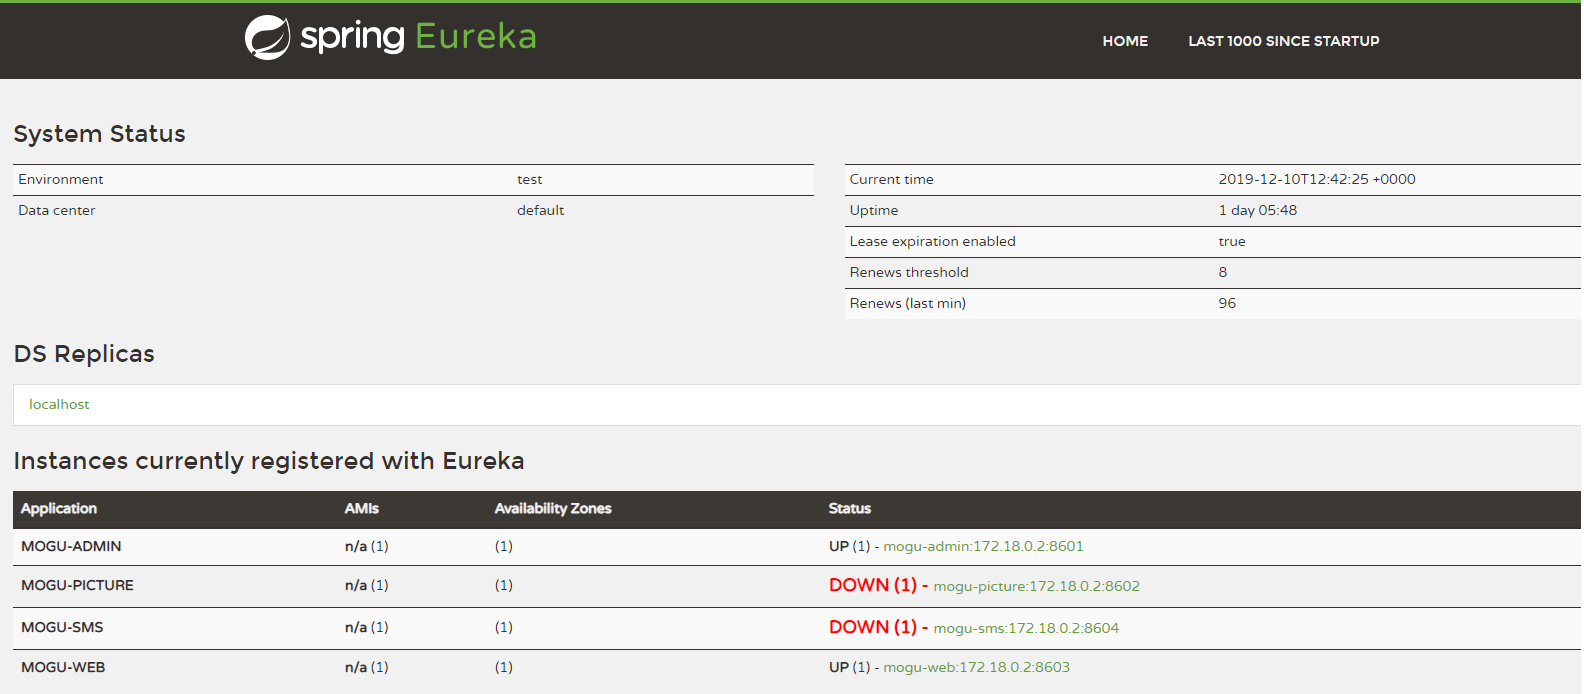 spring Eureka
HOME LAST 1000 SINCE STARTUP
System Status
Environment test
Data center default
Current time 2019-12-10T12:42:25 +0000
Uptime 1 day 05:48
Lease expiration enabled true
Renews threshold 8
Renews (last min) 96
DS Replicas
localhost
Instances currently registered with Eureka
Application AMIs Availability Zones Status
MOGU-ADMIN n/a (1) (1) UP (1) - mogu-admin:172.18.0.2:8601
MOGU-PICTURE n/a (1) (1) DOWN (1) - mogu-picture:172.18.0.2:8602
MOGU-SMS n/a (1) (1) DOWN (1) - mogu-sms:172.18.0.2:8604
MOGU-WEB n/a (1) (1) UP (1) - mogu-web:172.18.0.2:8603